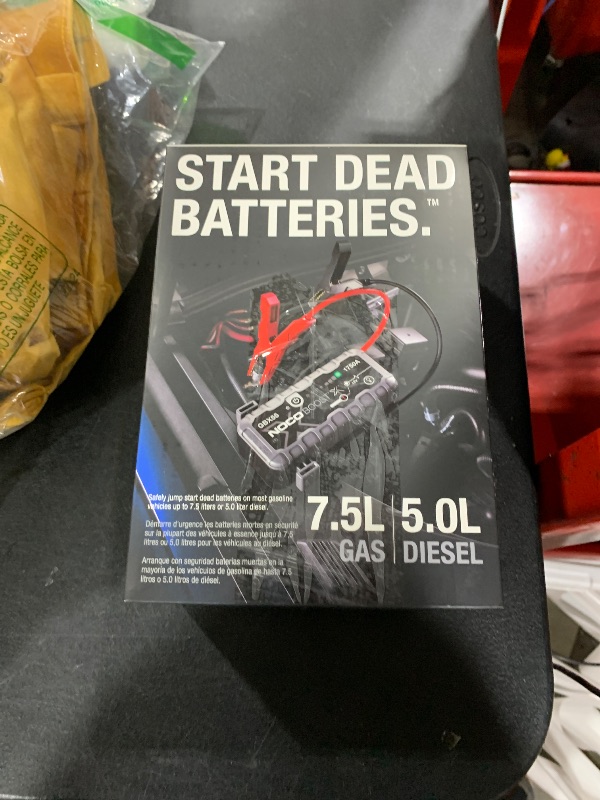 START DEAD
BATTERIES.™
GBX55
1750A
NOCO BOOST X
Safely jump start dead batteries on most gasoline
vehicles up to 7.5 liters or 5.0 liter diesel.
Démarre d'urgence les batteries mortes en sécurité
sur la plupart des véhicules à essence jusqu'à 7.5
litres ou 5.0 litres pour les véhicules au diésel.
Arranque con seguridad baterías muertas en la
mayoría de los vehículos de gasolina de hasta 7.5
litros o 5.0 litros de diésel.
7.5L | 5.0L
GAS | DIESEL